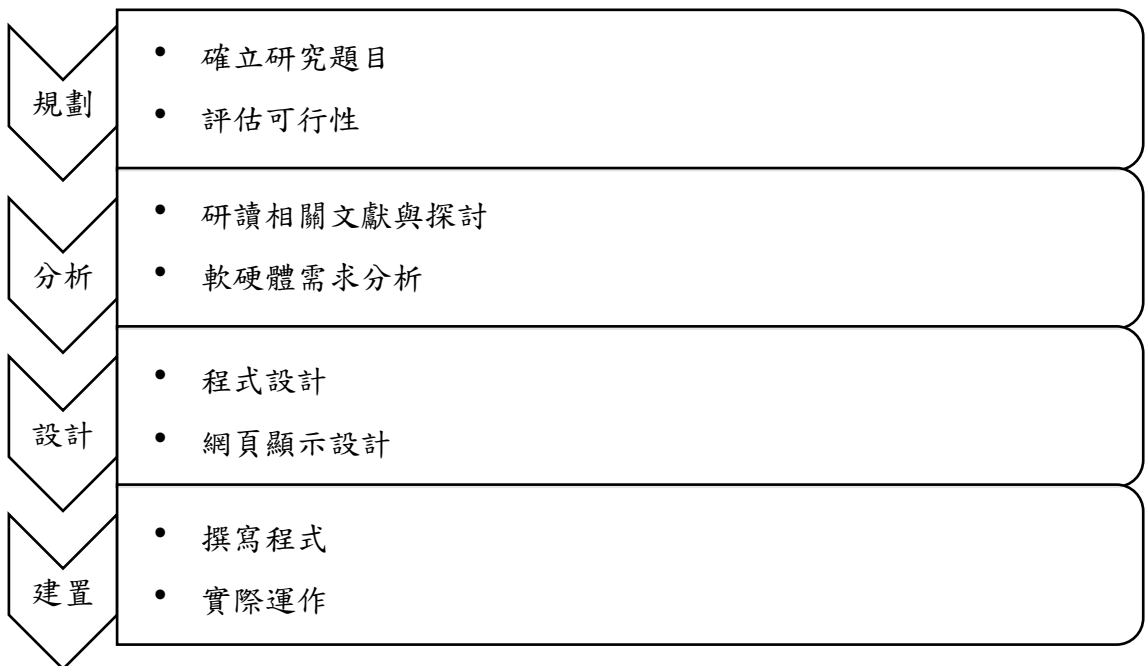 規劃
• 確立研究題目
• 評估可行性
分析
• 研讀相關文獻與探討
• 軟硬體需求分析
設計
• 程式設計
• 網頁顯示設計
建置
• 撰寫程式
• 實際運作